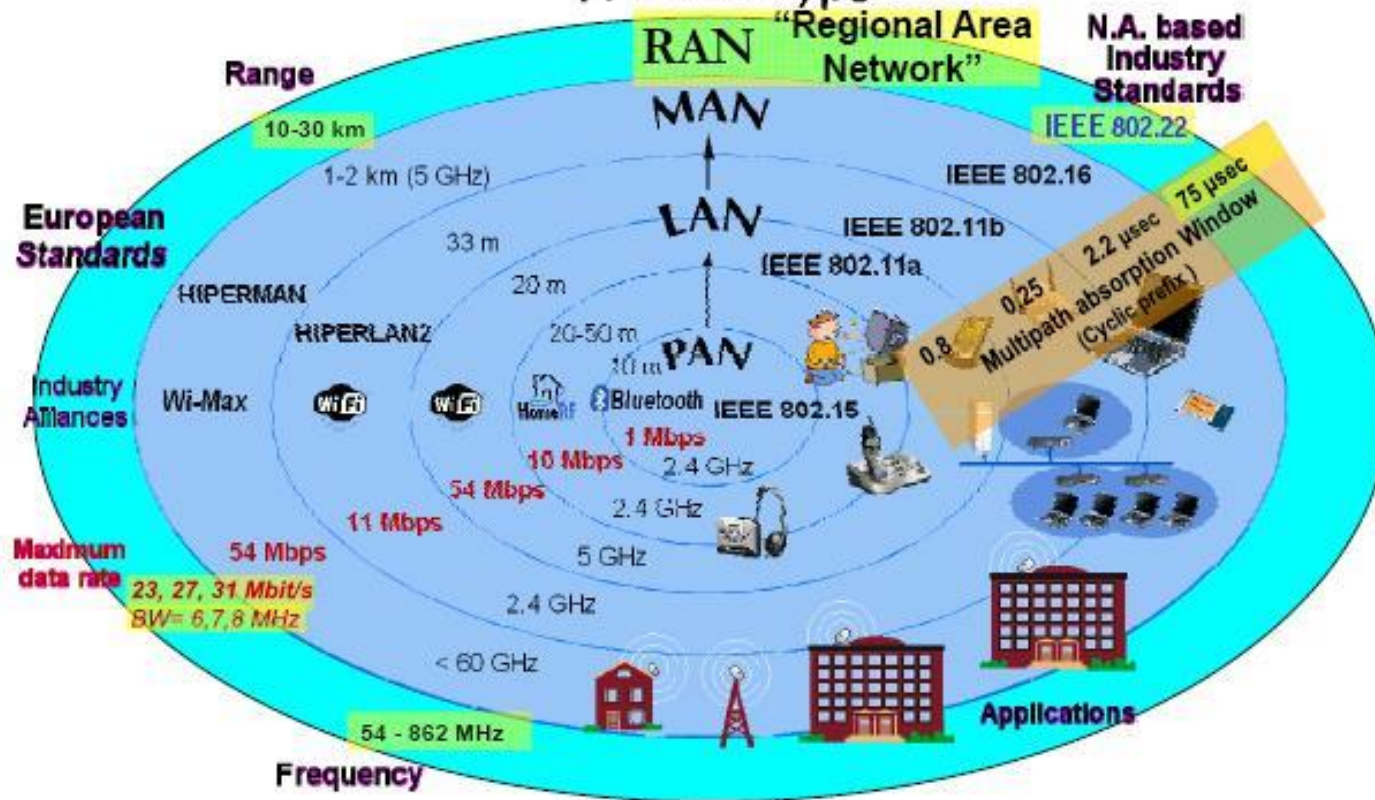 RAN "Regional Area
Network"
N.A. based
Industry
Standards
Range
MAN
10-30 km
IEEE 802.22
1-2 km (5 GHz)
IEEE 802.16
75 µsec
European
Standards
LAN
33 m
IEEE 802.11b
2.2 µsec
IEEE 802.11a
20 m
HIPERMAN
0,25
Multipath absorption Window
(Cyclic prefix)
0.8
HIPERLAN2
20-50 m
PAN
10 m
Industry
Alliances
Wi-Max
Wi Fi
Wi Fi
HomeRF
Bluetooth
IEEE 802.15
1 Mbps
10 Mbps
2.4 GHz
54 Mbps
2.4 GHz
11 Mbps
Maximum
data rate
54 Mbps
5 GHz
23, 27, 31 Mbit/s
BW= 6,7,8 MHz
2.4 GHz
< 60 GHz
Applications
54 - 862 MHz
Frequency